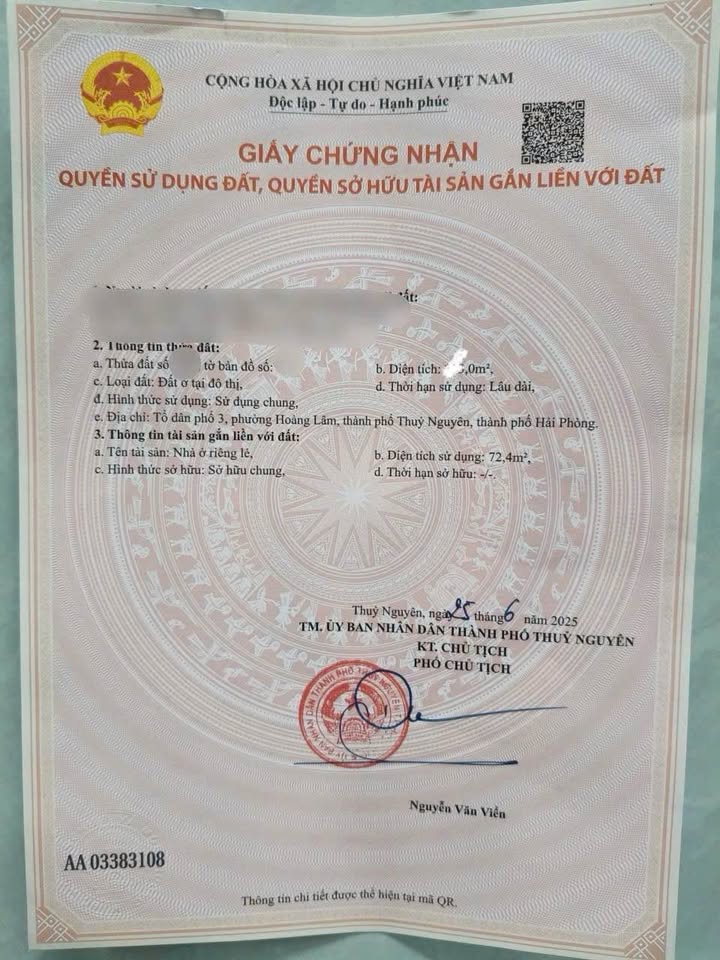 CỘNG HÒA XÃ HỘI CHỦ NGHĨA VIỆT NAM
Độc lập - Tự do - Hạnh phúc
GIẤY CHỨNG NHẬN
QUYỀN SỬ DỤNG ĐẤT, QUYỀN SỞ HỮU TÀI SẢN GẮN LIỀN VỚI ĐẤT
đất:
2. Thông tin thửa đất:
a. Thửa đất số tờ bản đồ số: b. Diện tích: ,0m²,
c. Loại đất: Đất ở tại đô thị, d. Thời hạn sử dụng: Lâu dài,
đ. Hình thức sử dụng: Sử dụng chung,
e. Địa chỉ: Tổ dân phố 3, phường Hoàng Lâm, thành phố Thuỷ Nguyên, thành phố Hải Phòng.
3. Thông tin tài sản gắn liền với đất:
a. Tên tài sản: Nhà ở riêng lẻ, b. Diện tích sử dụng: 72,4m²,
c. Hình thức sở hữu: Sở hữu chung, d. Thời hạn sở hữu: -/-.
Thuỷ Nguyên, ngày 25 tháng 6 năm 2025
TM. ỦY BAN NHÂN DÂN THÀNH PHỐ THUỶ NGUYÊN
KT. CHỦ TỊCH
PHÓ CHỦ TỊCH
Nguyễn Văn Viển
AA 03383108
Thông tin chi tiết được thể hiện tại mã QR.